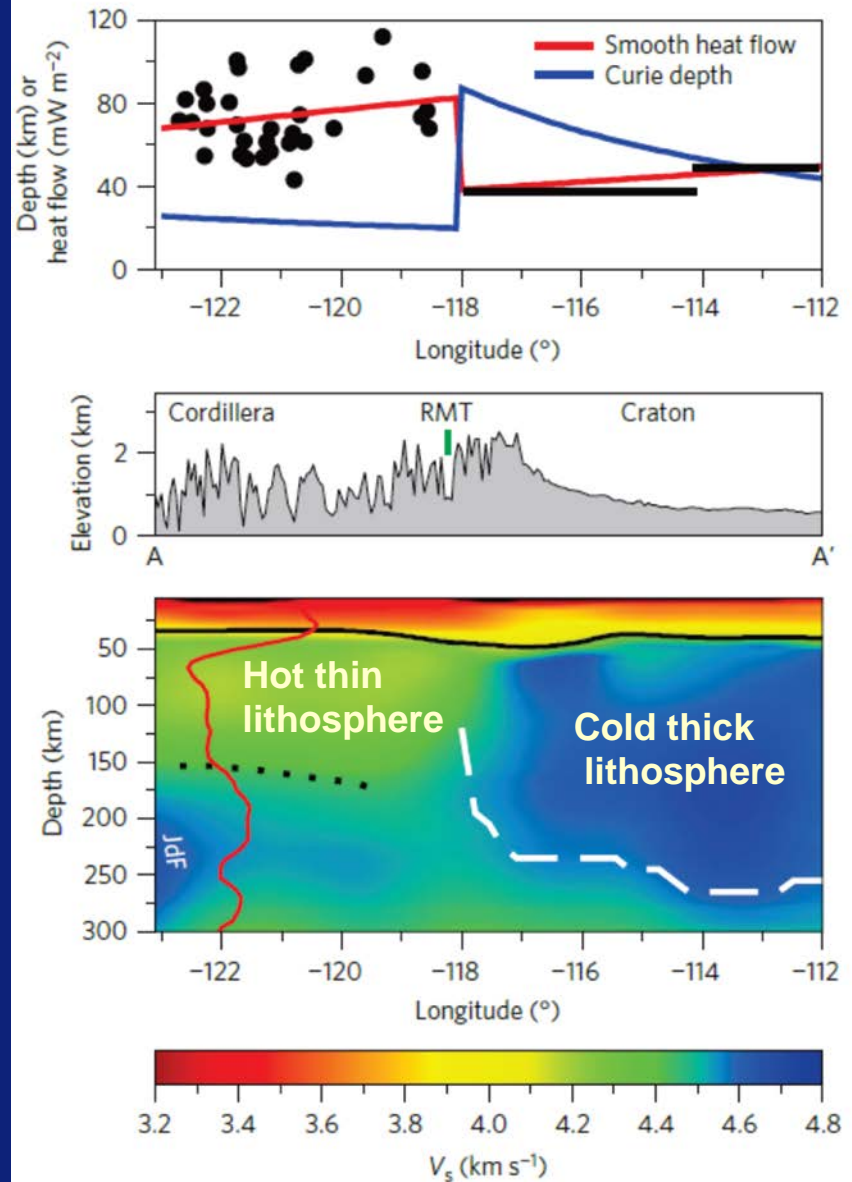 120
80
40
0
Depth (km) or
heat flow (mW m⁻²)
Smooth heat flow
Curie depth
−122
−120
−118
−116
−114
−112
Longitude (°)
Elevation (km)
2
0
Cordillera
RMT
Craton
A
A'
Depth (km)
50
100
150
200
250
300
Hot thin
lithosphere
Cold thick
lithosphere
JdF
−122
−120
−118
−116
−114
−112
Longitude (°)
3.2
3.4
3.6
3.8
4.0
4.2
4.4
4.6
4.8
Vs (km s⁻¹)